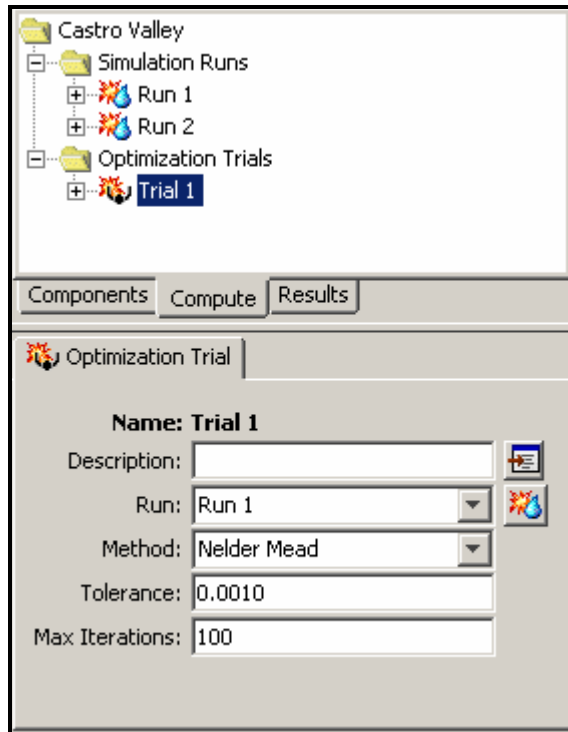 Castro Valley
Simulation Runs
Run 1
Run 2
Optimization Trials
Trial 1
Components Compute Results
Optimization Trial
Name: Trial 1
Description:
Run: Run 1
Method: Nelder Mead
Tolerance: 0.0010
Max Iterations: 100